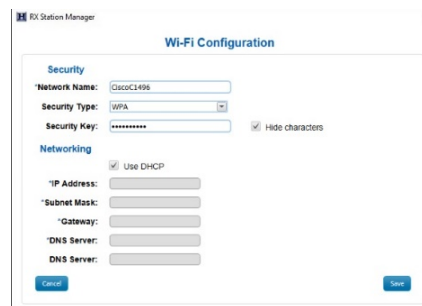 H RX Station Manager
Wi-Fi Configuration
Security
*Network Name: CiscoC1496
Security Type: WPA
Security Key: •••••••••• Hide characters
Networking
Use DHCP
*IP Address:
*Subnet Mask:
*Gateway:
*DNS Server:
DNS Server:
Cancel Save